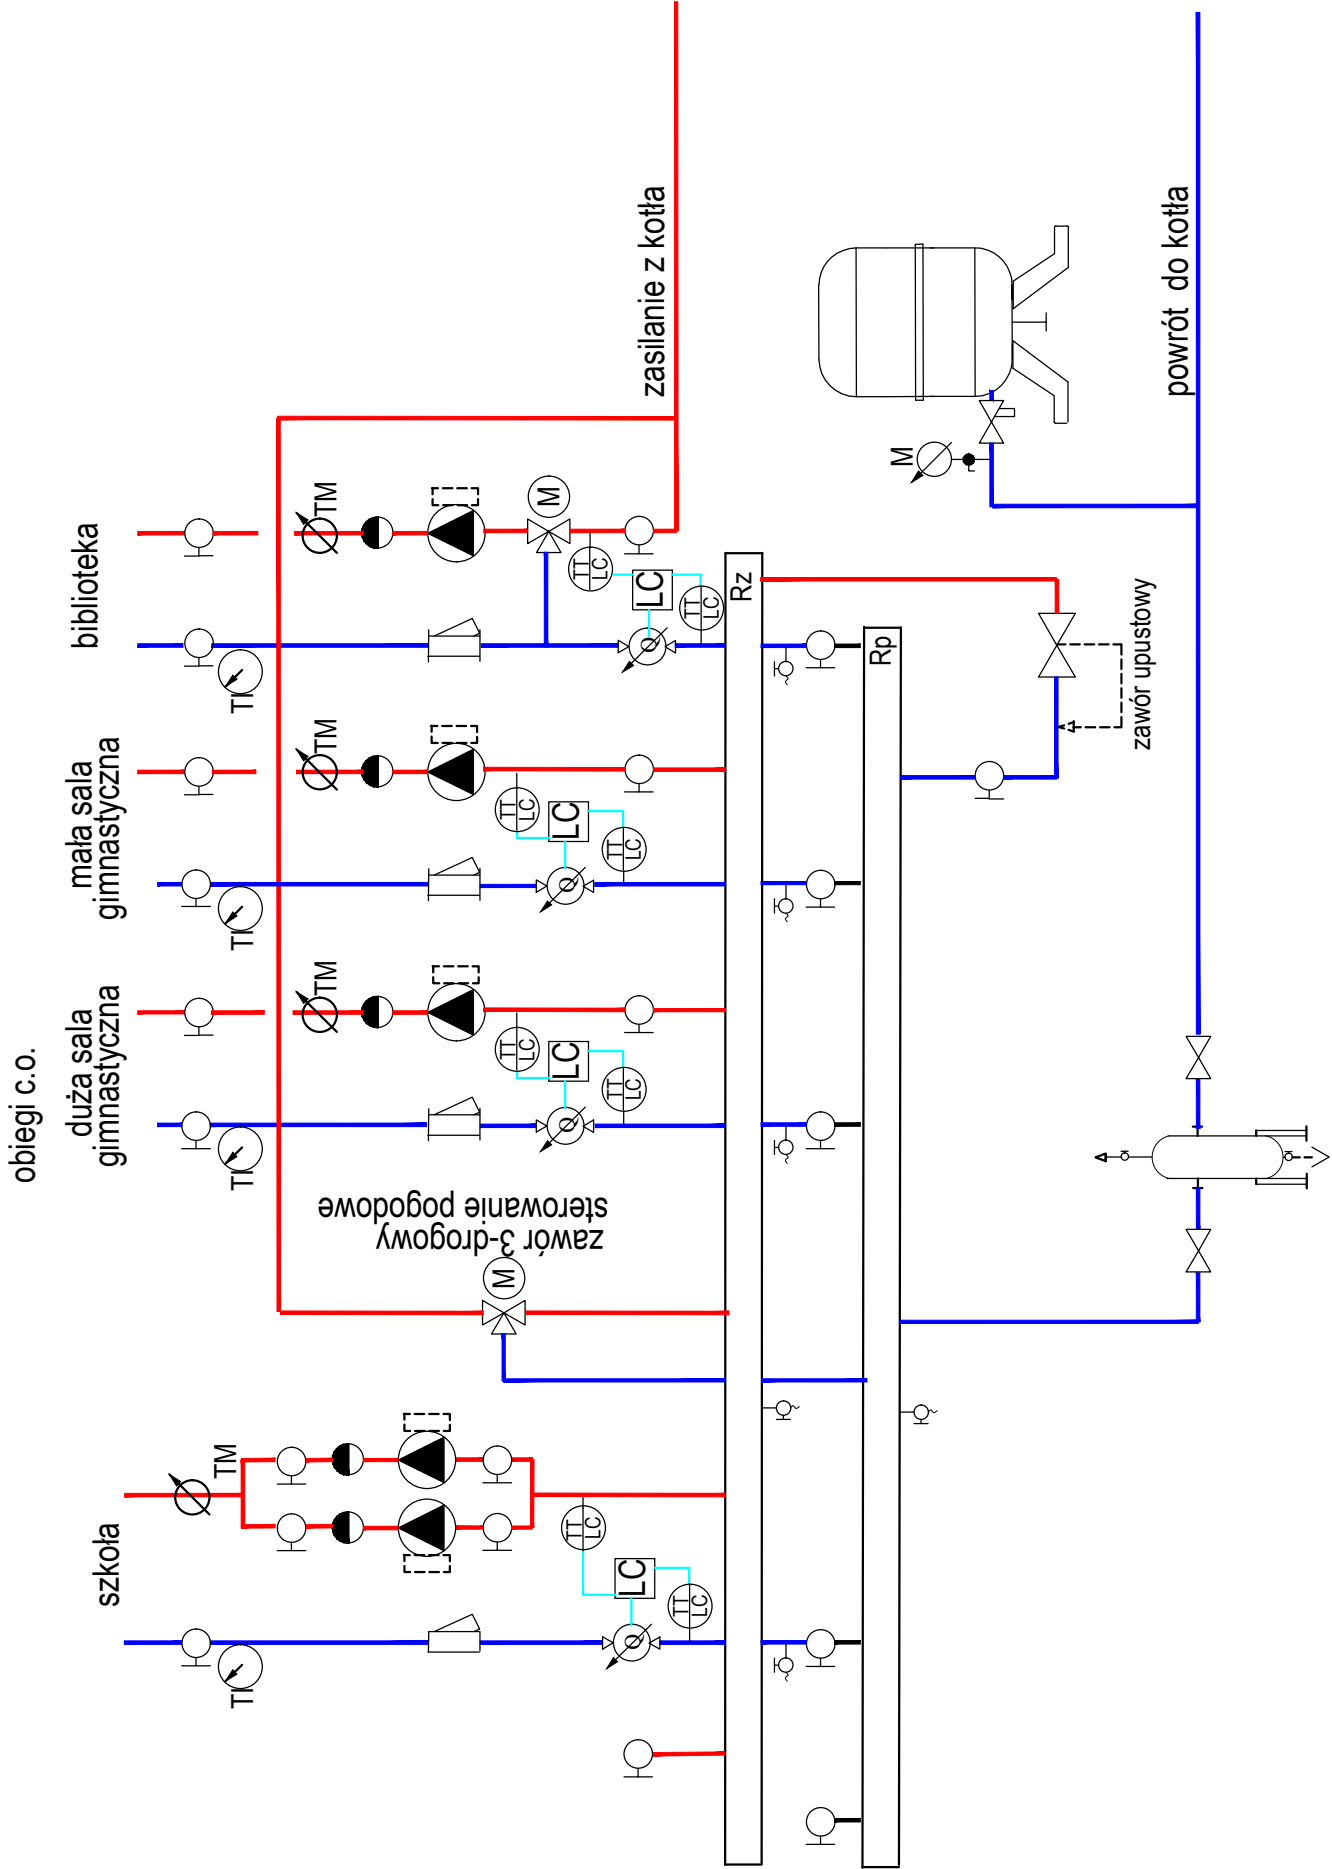 obiegi c.o.
szkoła
duża sala
gimnastyczna
mała sala
gimnastyczna
biblioteka
TM
TM
TM
TM
TI
TI
TI
TI
zawór 3-drogowy
sterowanie pogodowe
M
M
TT
LC
LC
TT
LC
Q
TT
LC
LC
TT
LC
Q
TT
LC
LC
TT
LC
Q
TT
LC
LC
TT
LC
Q
zasilanie z kotła
Rz
Rp
M
zawór upustowy
powrót do kotła